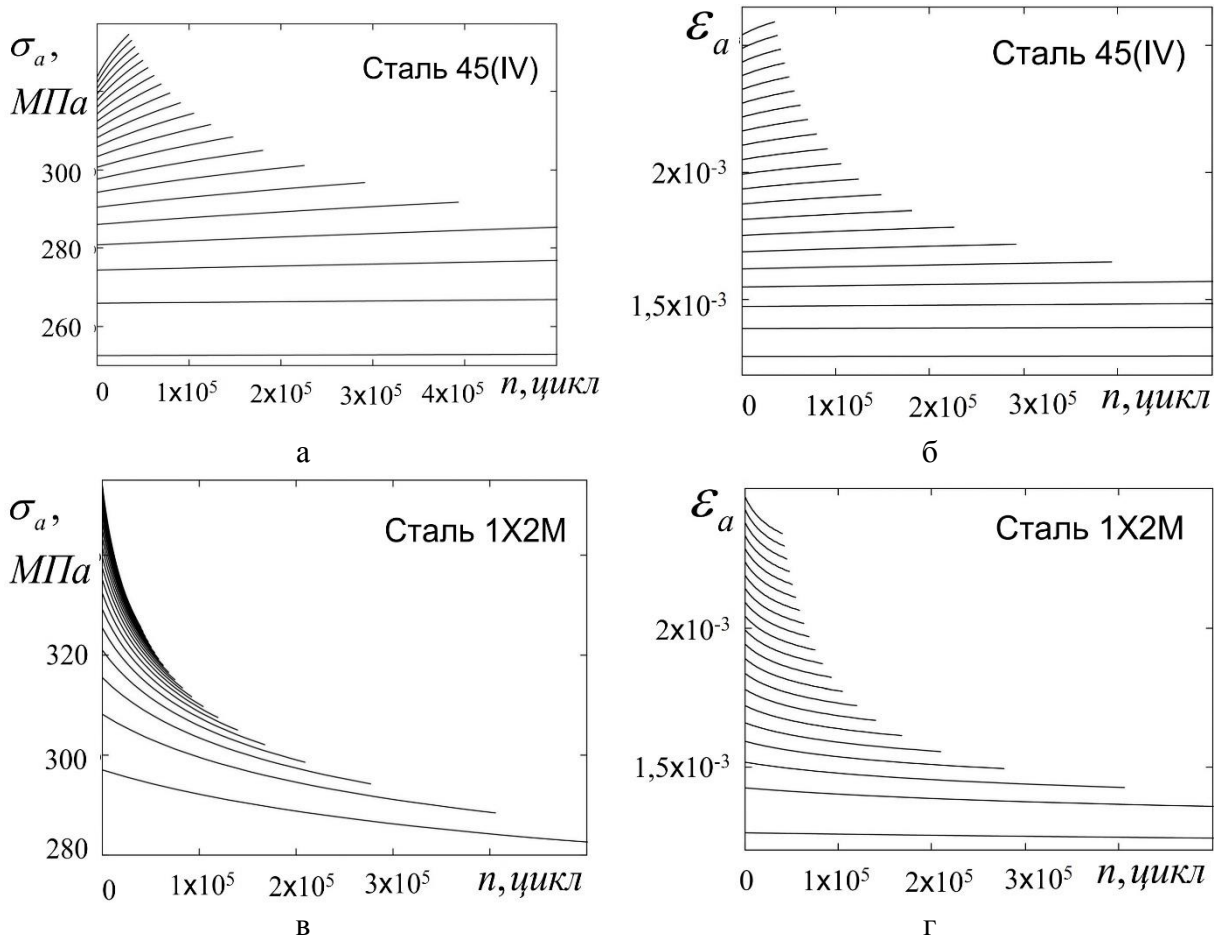 σₐ,
МПа
Сталь 45(IV)
300
280
260
0 1x10⁵ 2x10⁵ 3x10⁵ 4x10⁵ n, цикл
а
εₐ
Сталь 45(IV)
2x10⁻³
1,5x10⁻³
0 1x10⁵ 2x10⁵ 3x10⁵ n, цикл
б
σₐ,
МПа
Сталь 1Х2М
320
300
280
0 1x10⁵ 2x10⁵ 3x10⁵ n, цикл
в
εₐ
Сталь 1Х2М
2x10⁻³
1,5x10⁻³
0 1x10⁵ 2x10⁵ 3x10⁵ n, цикл
г